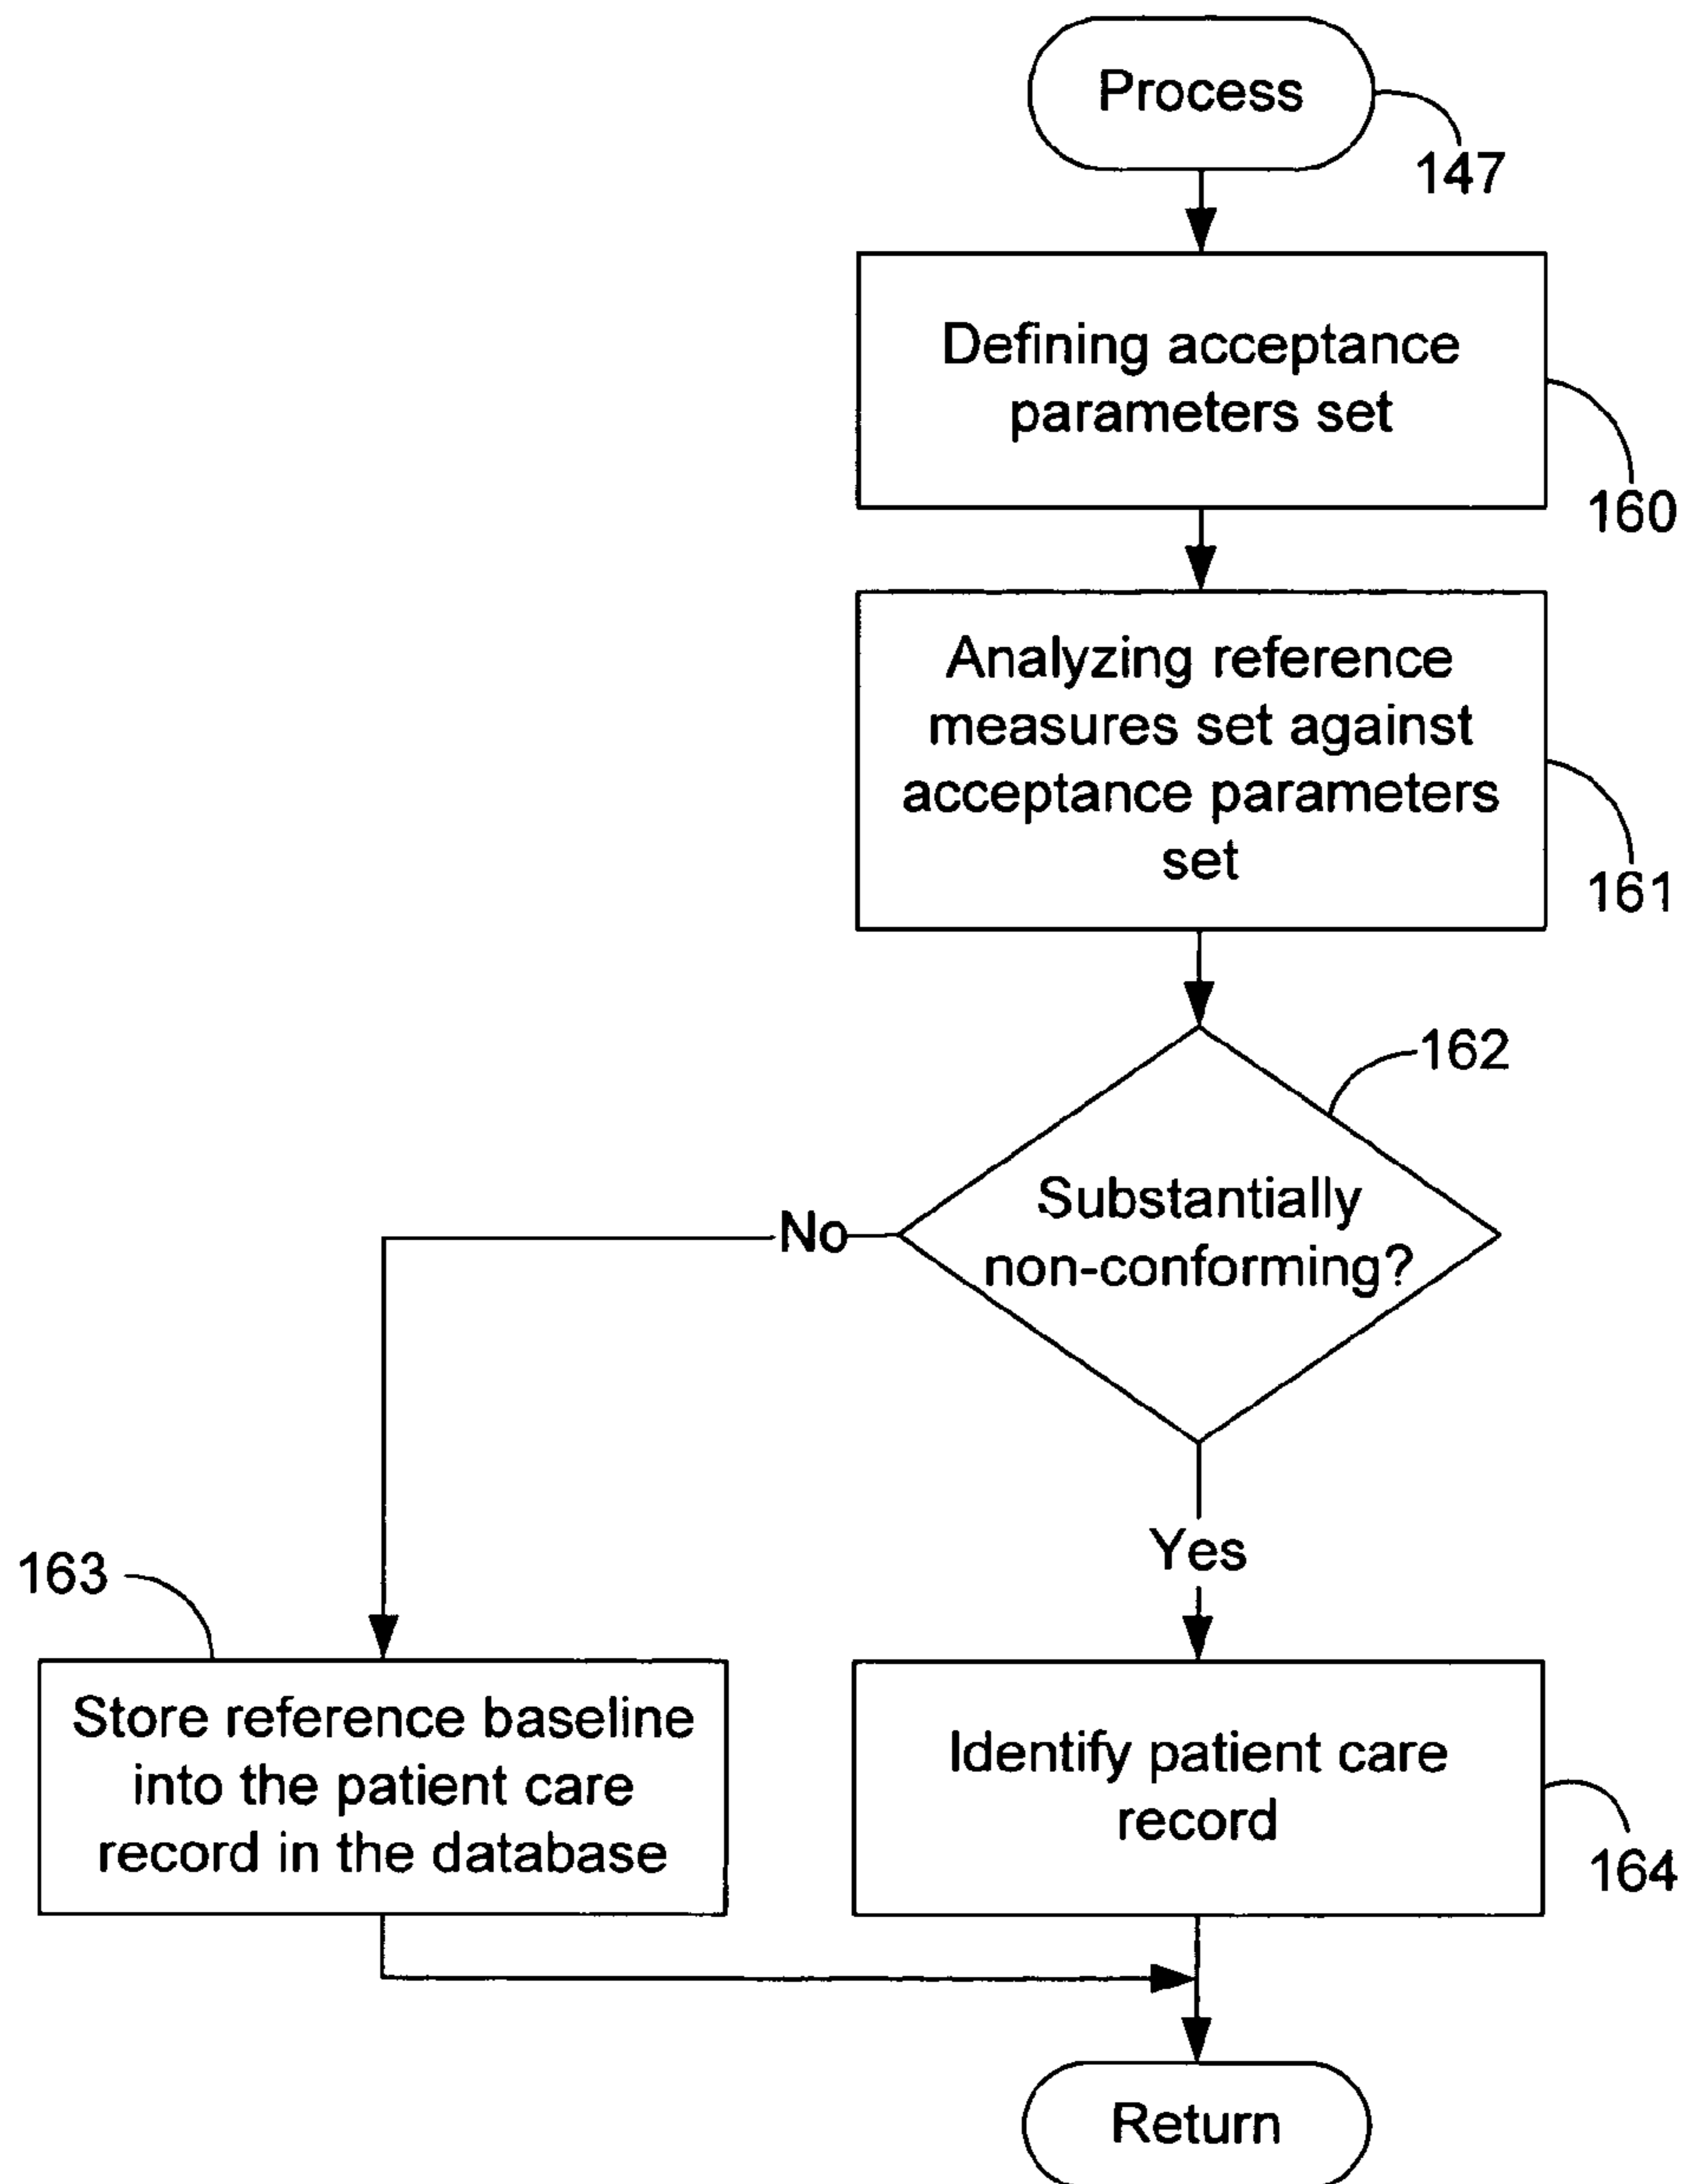 Process
147
Defining acceptance
parameters set
160
Analyzing reference
measures set against
acceptance parameters
set
161
162
Substantially
non-conforming?
No
Yes
163
Store reference baseline
into the patient care
record in the database
Identify patient care
record
164
Return